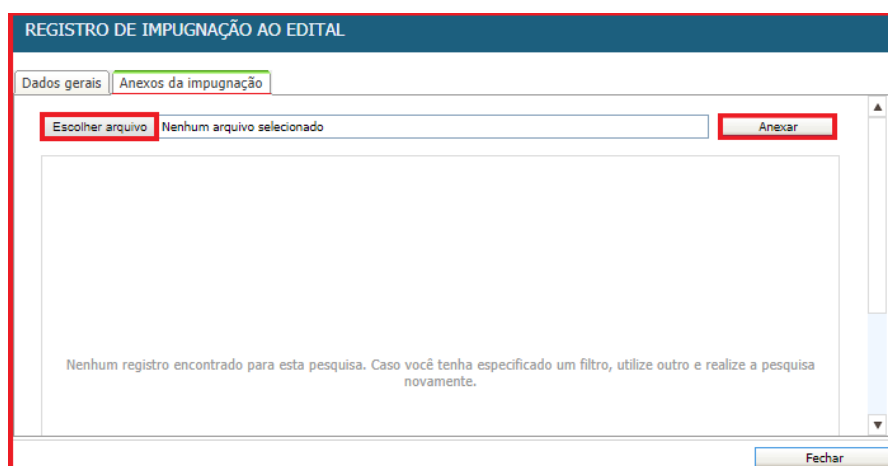 REGISTRO DE IMPUGNAÇÃO AO EDITAL
Dados gerais Anexos da impugnação
Escolher arquivo Nenhum arquivo selecionado Anexar
Nenhum registro encontrado para esta pesquisa. Caso você tenha especificado um filtro, utilize outro e realize a pesquisa
novamente.
Fechar